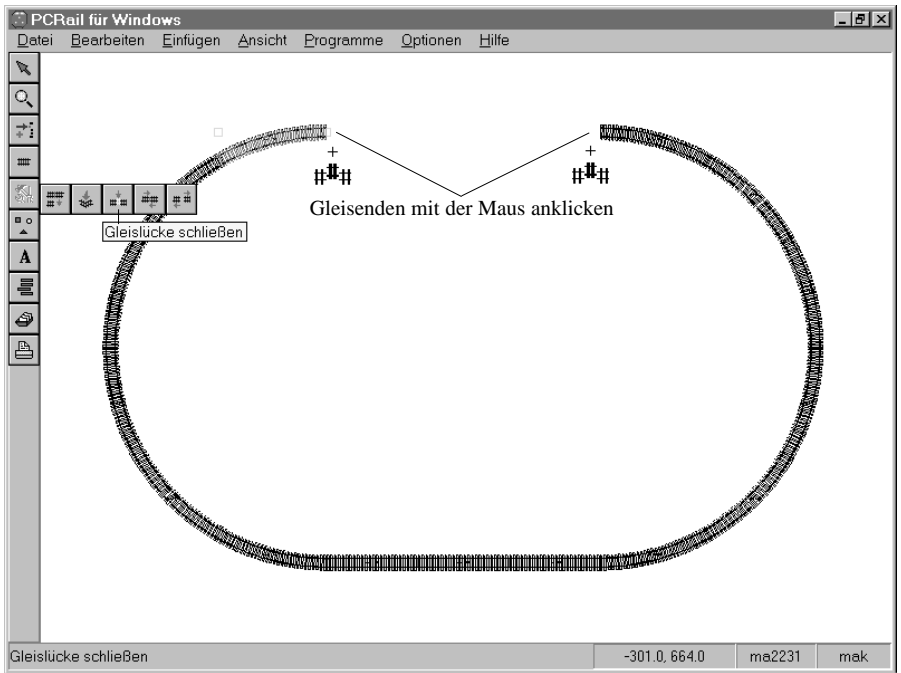 PCRail für Windows
Datei Bearbeiten Einfügen Ansicht Programme Optionen Hilfe
Gleisenden mit der Maus anklicken
Gleislücke schließen
A
Gleislücke schließen -301.0, 664.0 ma2231 mak